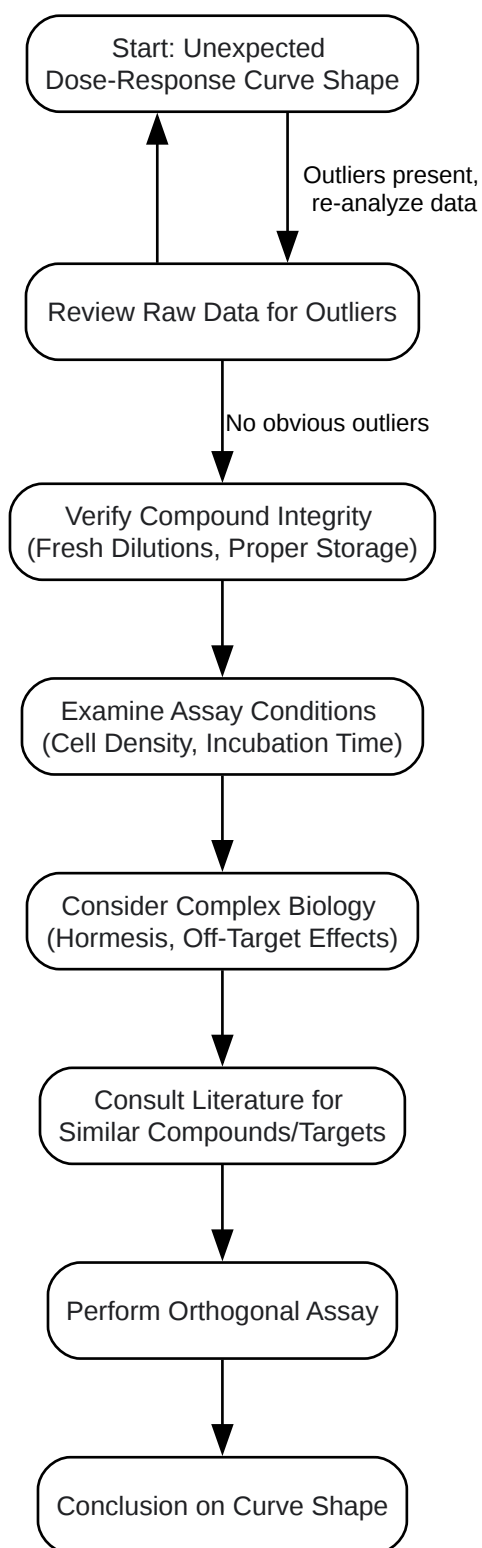 Start: Unexpected
Dose-Response Curve Shape
Outliers present,
re-analyze data
Review Raw Data for Outliers
No obvious outliers
Verify Compound Integrity
(Fresh Dilutions, Proper Storage)
Examine Assay Conditions
(Cell Density, Incubation Time)
Consider Complex Biology
(Hormesis, Off-Target Effects)
Consult Literature for
Similar Compounds/Targets
Perform Orthogonal Assay
Conclusion on Curve Shape